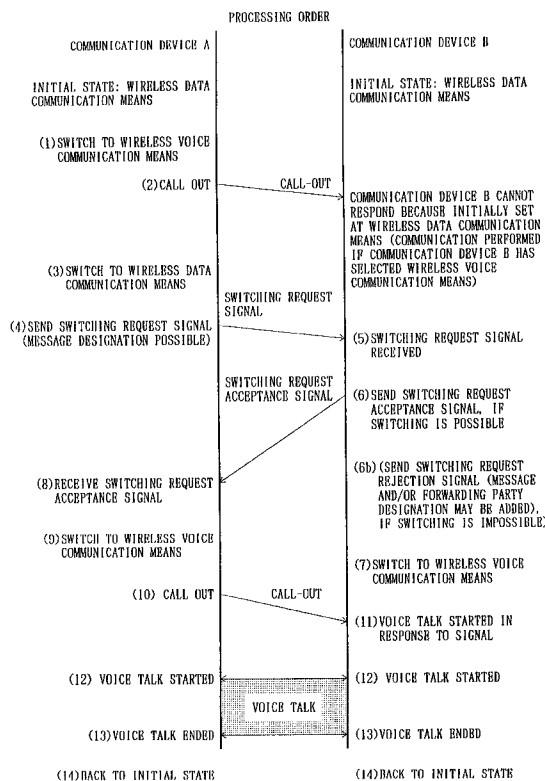 PROCESSING ORDER
COMMUNICATION DEVICE A
COMMUNICATION DEVICE B
INITIAL STATE: WIRELESS DATA
COMMUNICATION MEANS
INITIAL STATE: WIRELESS DATA
COMMUNICATION MEANS
(1)SWITCH TO WIRELESS VOICE
COMMUNICATION MEANS
(2)CALL OUT
CALL-OUT
COMMUNICATION DEVICE B CANNOT
RESPOND BECAUSE INITIALLY SET
AT WIRELESS DATA COMMUNICATION
MEANS (COMMUNICATION PERFORMED
IF COMMUNICATION DEVICE B HAS
SELECTED WIRELESS VOICE
COMMUNICATION MEANS)
(3)SWITCH TO WIRELESS DATA
COMMUNICATION MEANS
SWITCHING REQUEST
SIGNAL
(4)SEND SWITCHING REQUEST SIGNAL
(MESSAGE DESIGNATION POSSIBLE)
(5)SWITCHING REQUEST SIGNAL
RECEIVED
SWITCHING REQUEST
ACCEPTANCE SIGNAL
(6)SEND SWITCHING REQUEST
ACCEPTANCE SIGNAL, IF
SWITCHING IS POSSIBLE
(8)RECEIVE SWITCHING REQUEST
ACCEPTANCE SIGNAL
(6b)(SEND SWITCHING REQUEST
REJECTION SIGNAL (MESSAGE
AND/OR FORWARDING PARTY
DESIGNATION MAY BE ADDED),
IF SWITCHING IS IMPOSSIBLE)
(9)SWITCH TO WIRELESS VOICE
COMMUNICATION MEANS
(7)SWITCH TO WIRELESS VOICE
COMMUNICATION MEANS
(10) CALL OUT
CALL-OUT
(11)VOICE TALK STARTED IN
RESPONSE TO SIGNAL
(12) VOICE TALK STARTED
(12) VOICE TALK STARTED
VOICE TALK
(13)VOICE TALK ENDED
(13)VOICE TALK ENDED
(14)BACK TO INITIAL STATE
(14)BACK TO INITIAL STATE